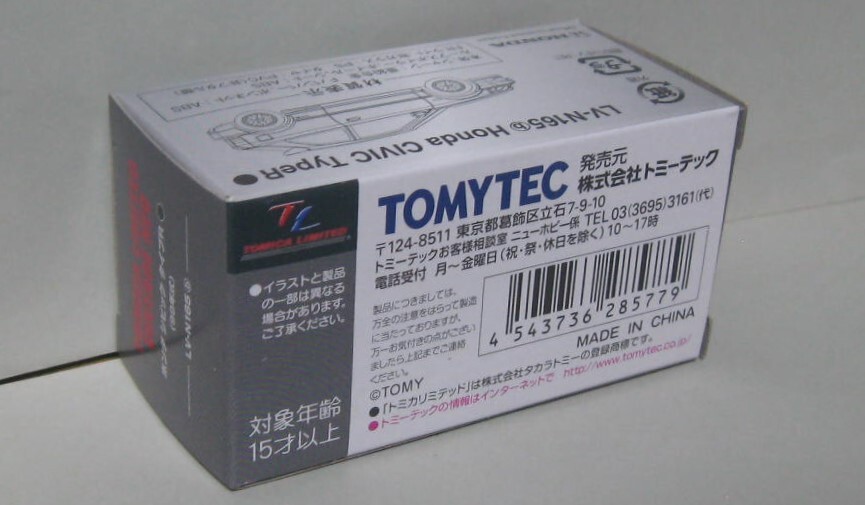 HONDA
プラ
紙
材質表示
LV-N165ⓑ Honda CIVIC TypeR●
TOMICA LIMITED
●イラストと製品
の一部は異なる
場合があります。
ご了承ください。
対象年齢
15才以上
TOMYTEC
発売元
株式会社トミーテック
〒124-8511 東京都葛飾区立石7-9-10
トミーテックお客様相談室 ニューホビー係 TEL 03(3695)3161(代)
電話受付 月～金曜日(祝・祭・休日を除く)10～17時
製品につきましては、
万全の注意をはらって製造
に当たっておりますが、
万一お気付きの点がござい
ましたら上記までご連絡
ください。
4 543736 285779
MADE IN CHINA
©TOMY
●「トミカリミテッド」は株式会社タカラトミーの登録商標です。
●トミーテックの情報はインターネットで http://www.tomytec.co.jp/